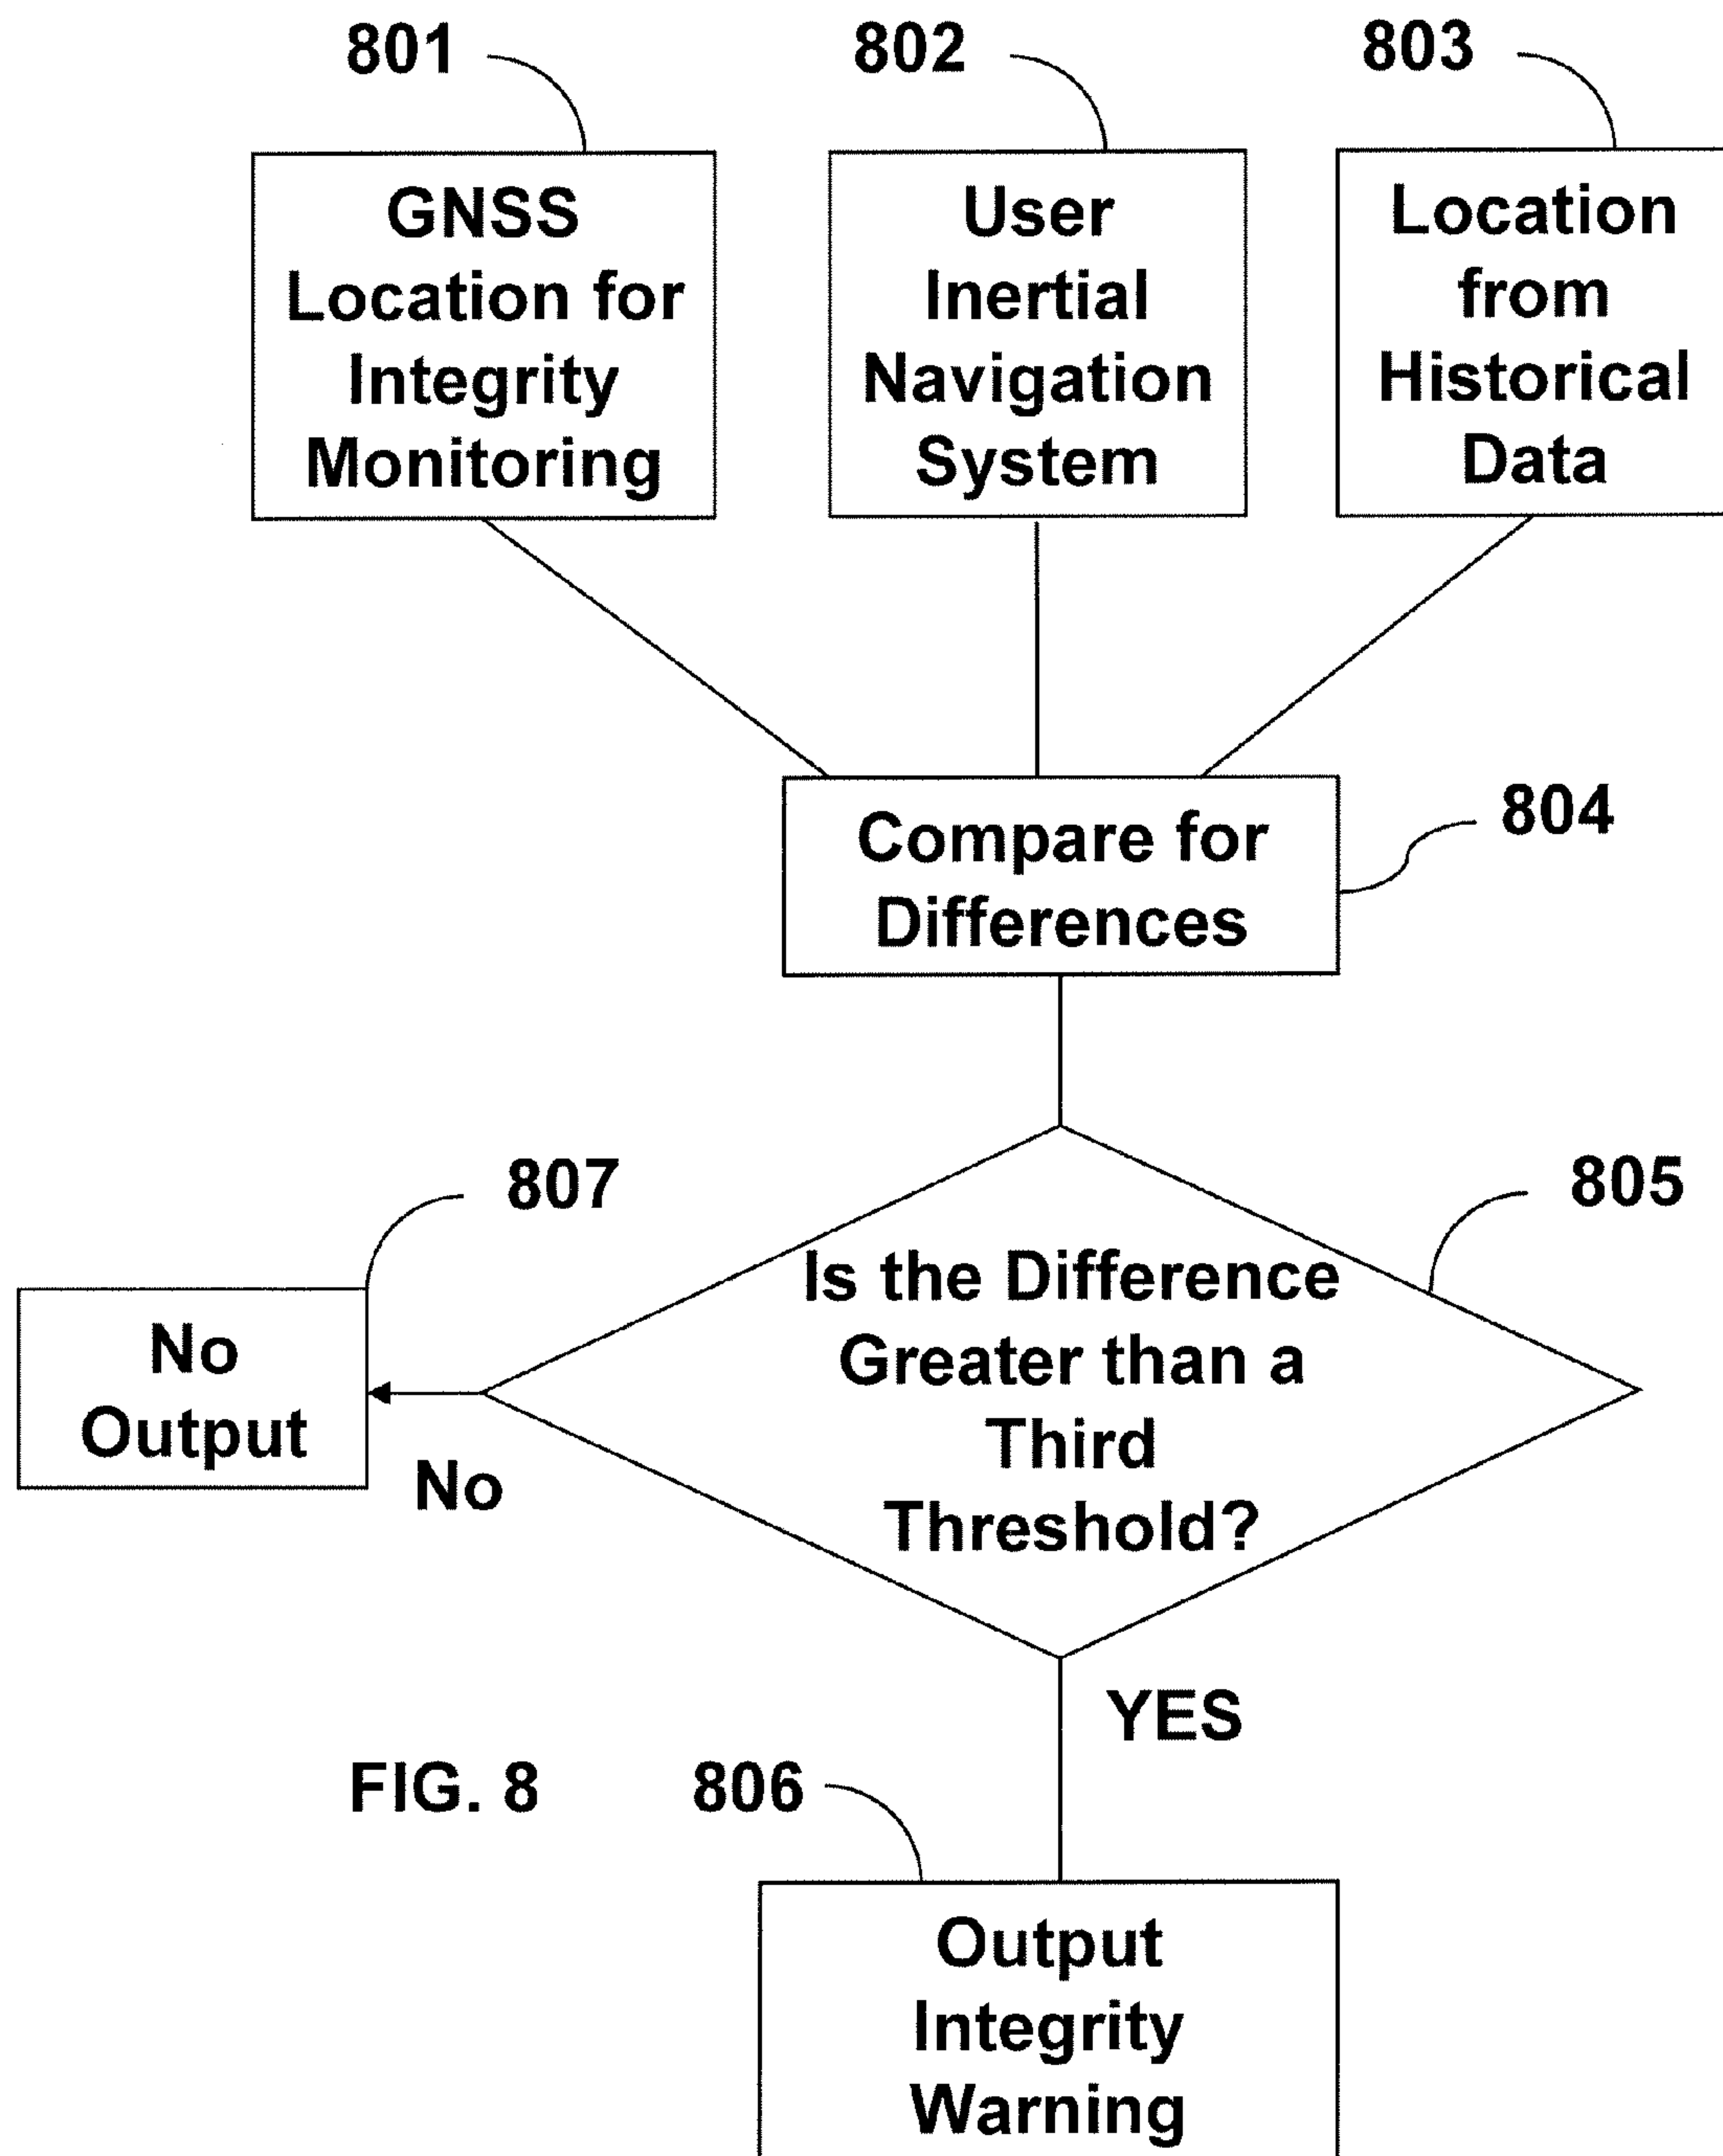 801
802
803
GNSS
Location for
Integrity
Monitoring
User
Inertial
Navigation
System
Location
from
Historical
Data
Compare for
Differences
804
807
805
Is the Difference
Greater than a
Third
Threshold?
No
Output
No
YES
FIG. 8
806
Output
Integrity
Warning